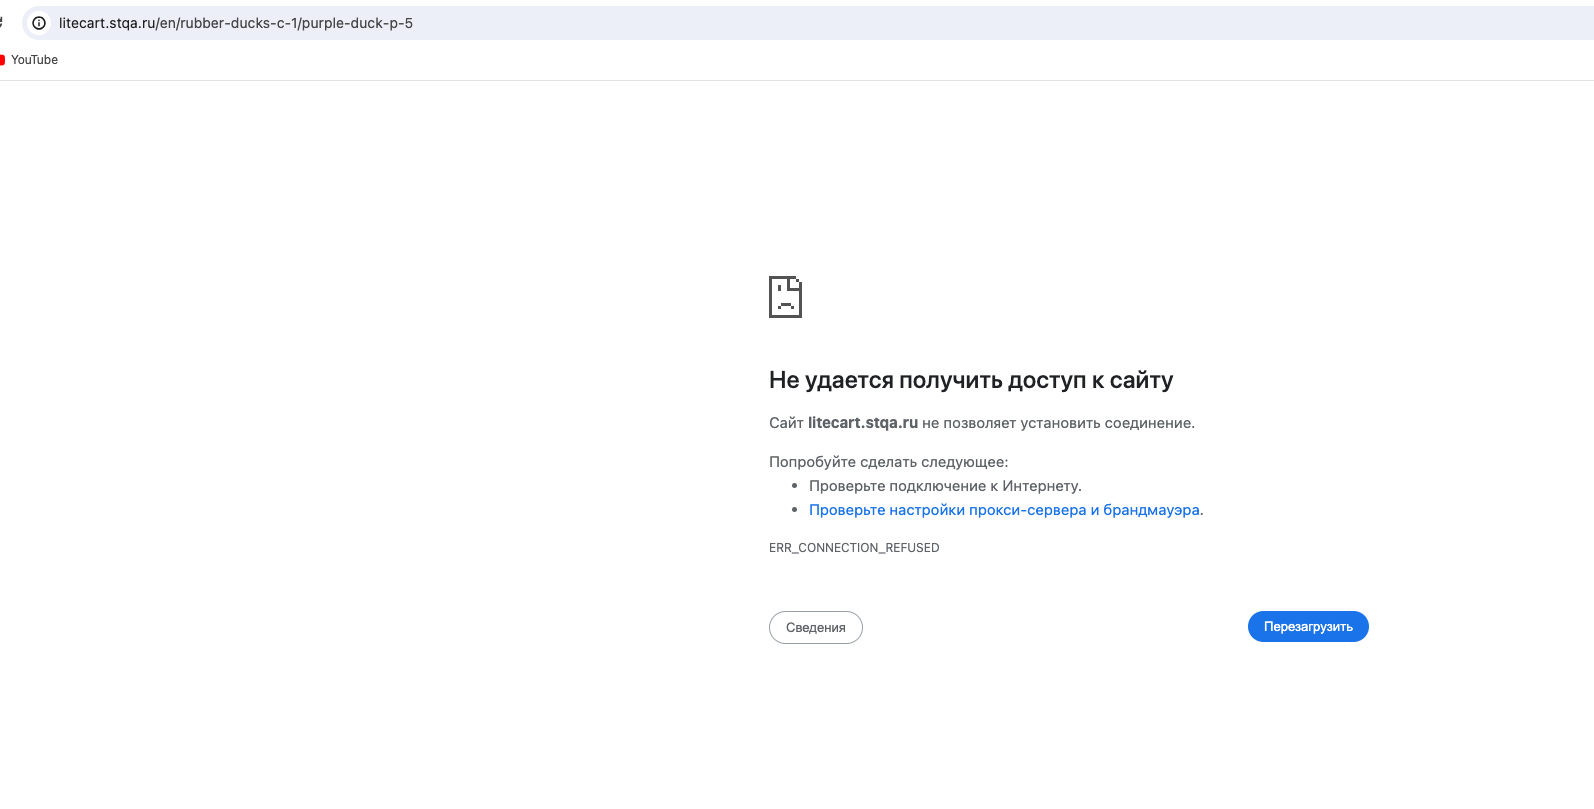 litecart.stqa.ru/en/rubber-ducks-c-1/purple-duck-p-5
YouTube
Не удается получить доступ к сайту
Сайт litecart.stqa.ru не позволяет установить соединение.
Попробуйте сделать следующее:
• Проверьте подключение к Интернету.
• Проверьте настройки прокси-сервера и брандмауэра.
ERR_CONNECTION_REFUSED
Сведения
Перезагрузить